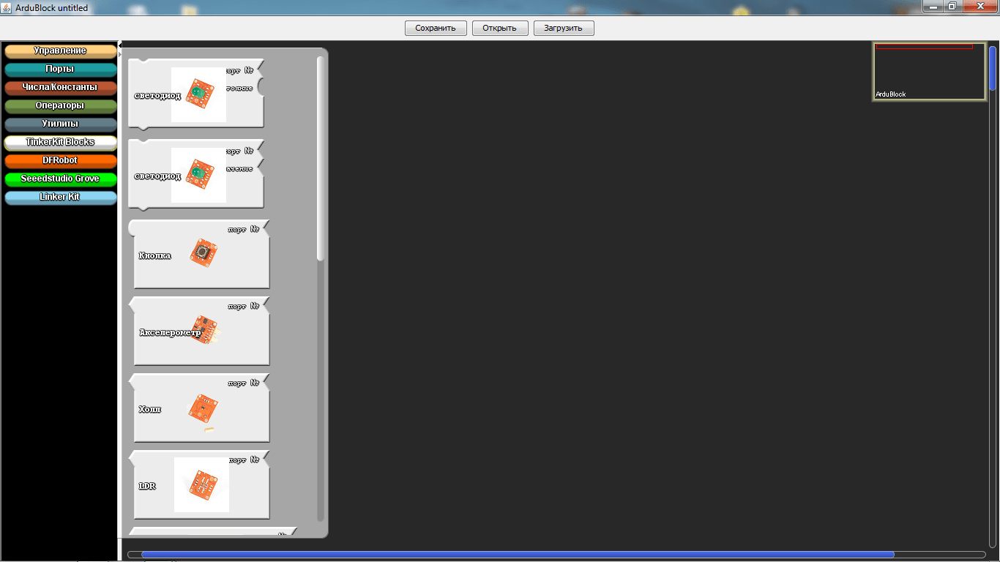 ArduBlock untitled
Сохранить Открыть Загрузить
Управление
Порты
Числа/Константы
Операторы
Утилиты
TinkerKit Blocks
DFRobot
Seeedstudio Grove
Linker Kit
порт №
светодиод
порт №
светодиод
порт №
Кнопка
порт №
Акселерометр
порт №
Холл
порт №
LDR
№
ArduBlock